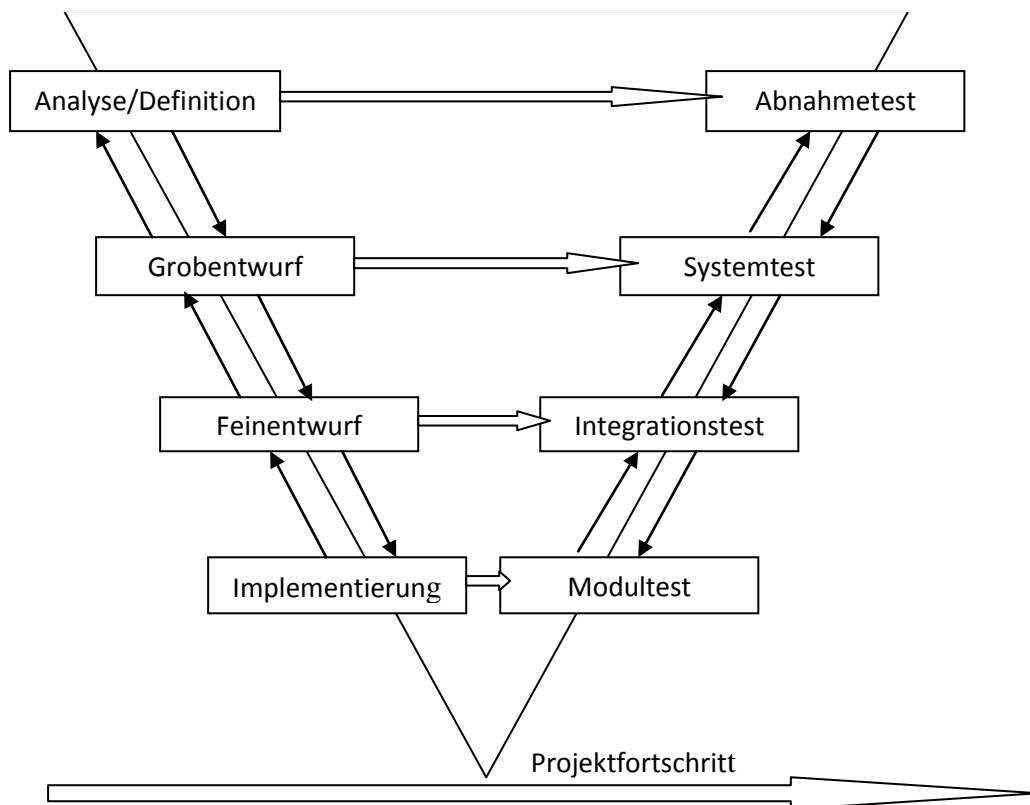 Analyse/Definition
Abnahmetest
Grobentwurf
Systemtest
Feinentwurf
Integrationstest
Implementierung
Modultest
Projektfortschritt